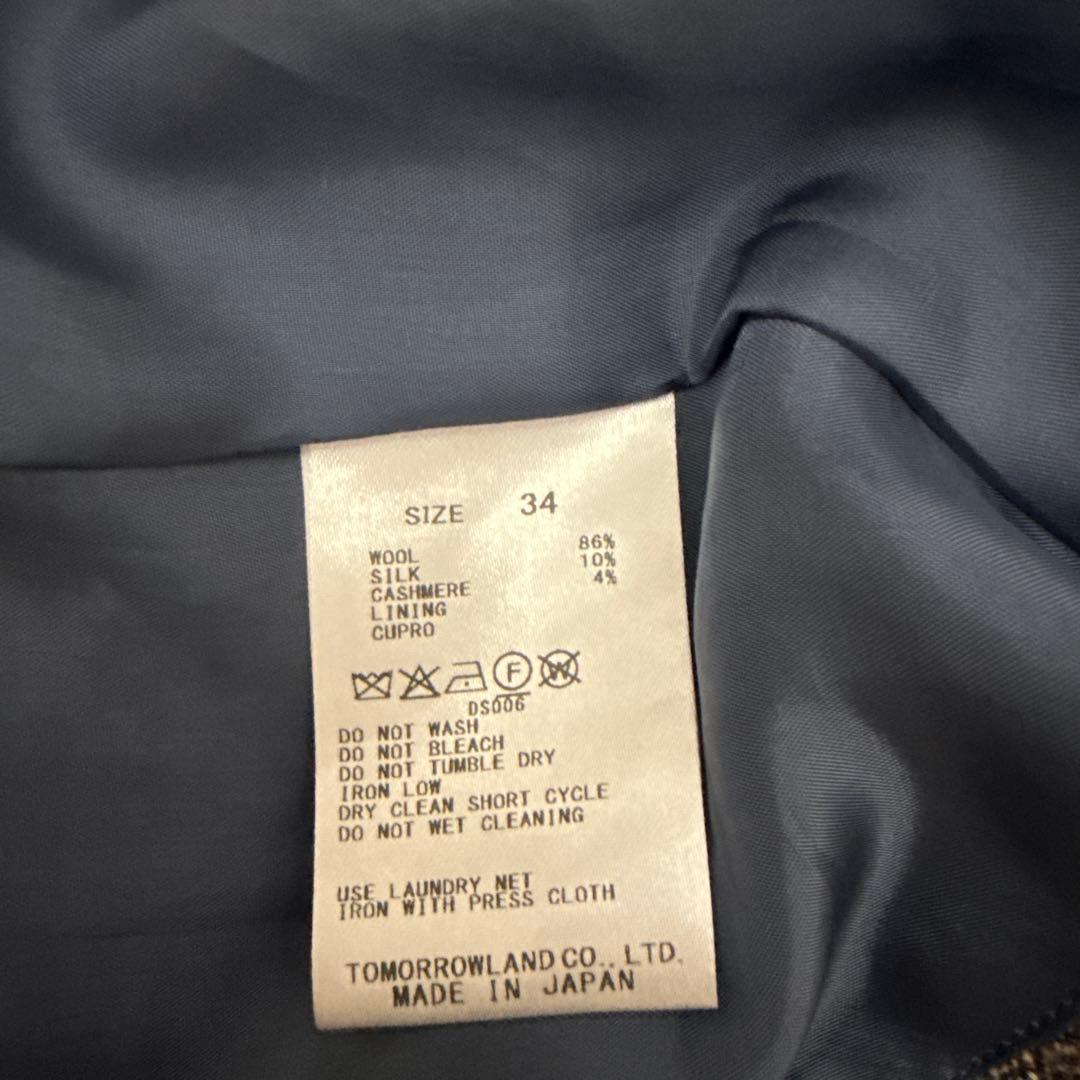 SIZE 34
WOOL 86%
SILK 10%
CASHMERE 4%
LINING
CUPRO
F W
DS006
DO NOT WASH
DO NOT BLEACH
DO NOT TUMBLE DRY
IRON LOW
DRY CLEAN SHORT CYCLE
DO NOT WET CLEANING
USE LAUNDRY NET
IRON WITH PRESS CLOTH
TOMORROWLAND CO., LTD.
MADE IN JAPAN